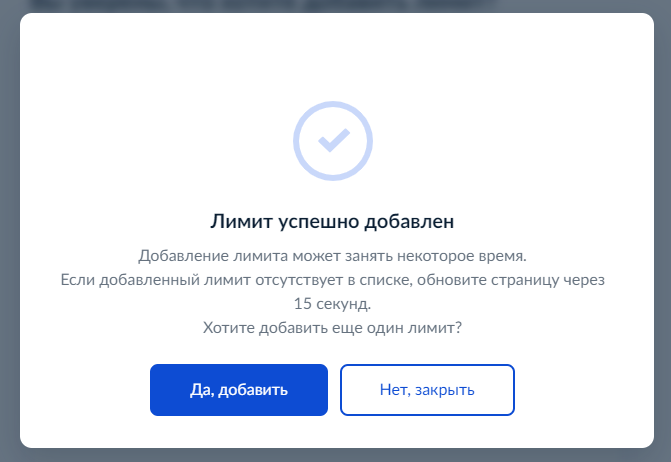 Лимит успешно добавлен
Добавление лимита может занять некоторое время.
Если добавленный лимит отсутствует в списке, обновите страницу через
15 секунд.
Хотите добавить еще один лимит?
Да, добавить
Нет, закрыть